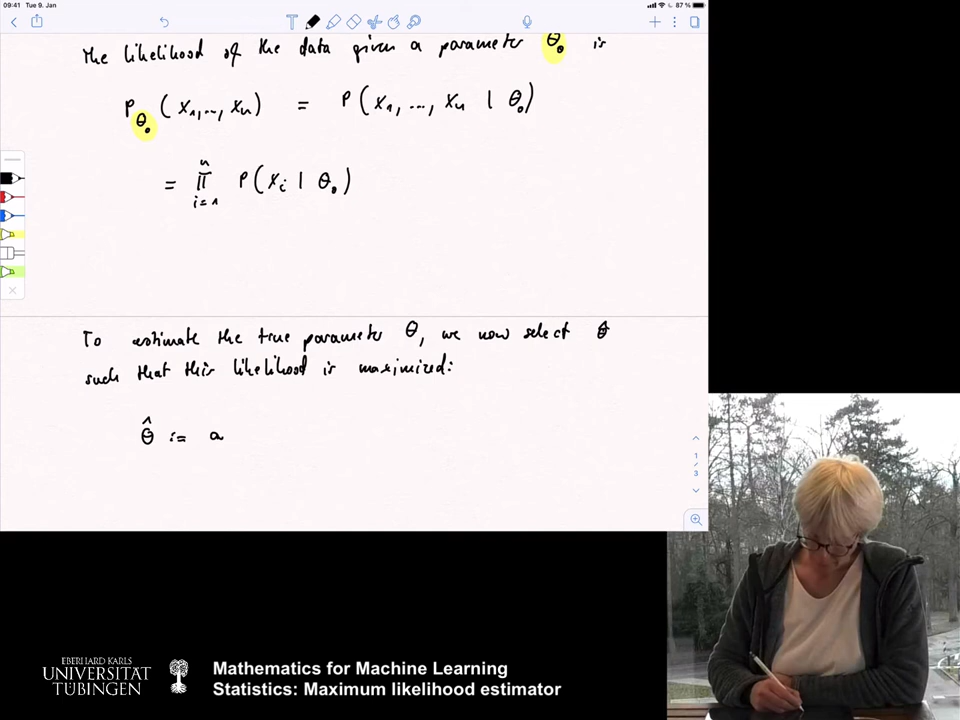 09:41 Tue 9. Jan
87 %
The likelihood of the data given a parameter θ₀ is
P_θ₀ (x₁,..., xₙ) = P(x₁,..., xₙ | θ₀)
= ∏ᵢ₌₁ⁿ P(xᵢ | θ₀)
To estimate the true parameter θ, we now select θ̂
such that this likelihood is maximized:
θ̂ := a
1
/
3
EBERHARD KARLS
UNIVERSITÄT
TÜBINGEN
Mathematics for Machine Learning
Statistics: Maximum likelihood estimator